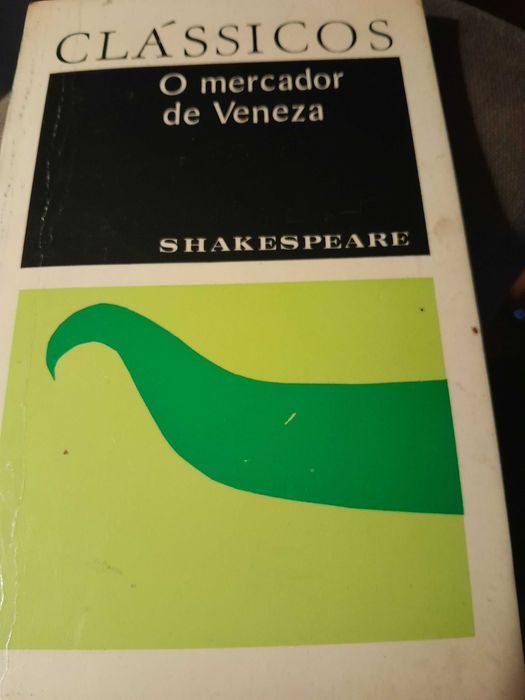 CLÁSSICOS
O mercador
de Veneza
SHAKESPEARE